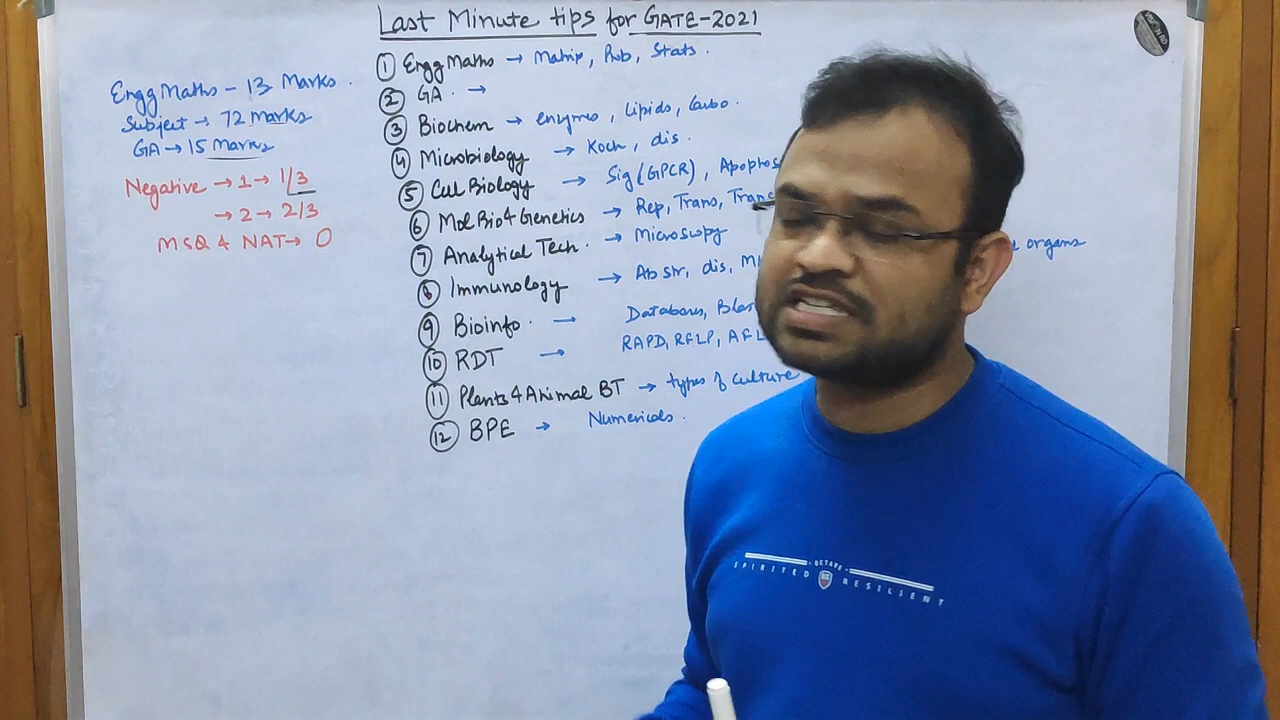 Last Minute tips for GATE-2021
Engg Maths - 13 Marks.
Subject → 72 Marks
GA → 15 Marks
Negative → 1 → 1/3
→ 2 → 2/3
MSQ & NAT → 0
① Engg Maths → Matrix, Prob, Stats.
② GA. →
③ Biochem → enzymes, Lipids, Carbo.
④ Microbiology → Koch, dis.
⑤ Cell Biology → Sig (GPCR), Apoptos
⑥ Mol Bio & Genetics → Rep, Trans, Trans
⑦ Analytical Tech. → Microscopy
⑧ Immunology → Ab str, dis, M organs
⑨ Bioinfo. → Databases, Blas
⑩ RDT → RAPD, RFLP, AFL
⑪ Plants & Animal BT → types of culture
⑫ BPE → Numericals.
OCTAVE
SPIRITED RESILIENT